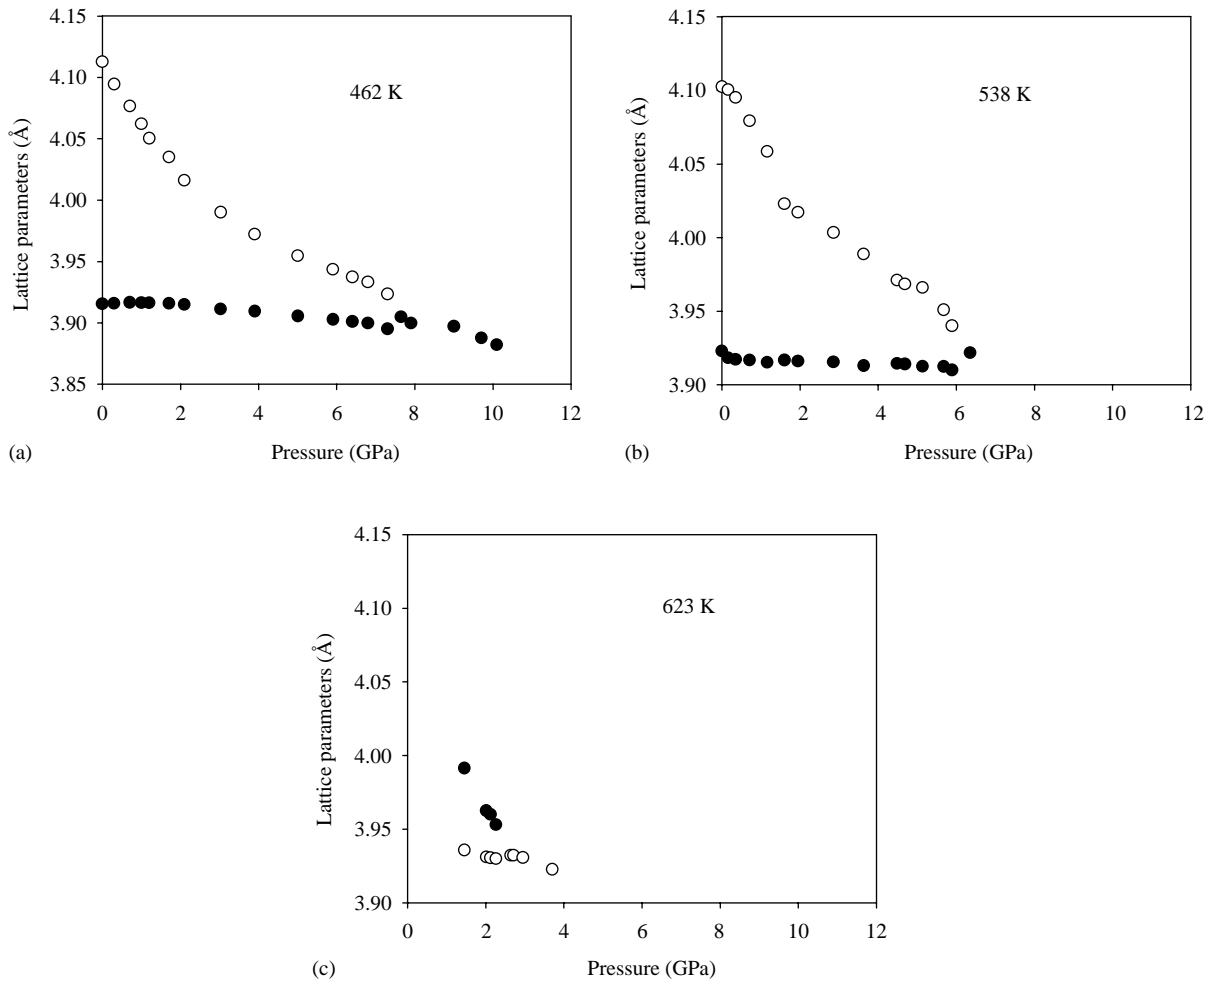 4.15
4.10
4.05
4.00
3.95
3.90
3.85
Lattice parameters (Å)
462 K
0 2 4 6 8 10 12
(a) Pressure (GPa)
4.15
4.10
4.05
4.00
3.95
3.90
Lattice parameters (Å)
538 K
0 2 4 6 8 10 12
(b) Pressure (GPa)
4.15
4.10
4.05
4.00
3.95
3.90
Lattice parameters (Å)
623 K
0 2 4 6 8 10 12
(c) Pressure (GPa)